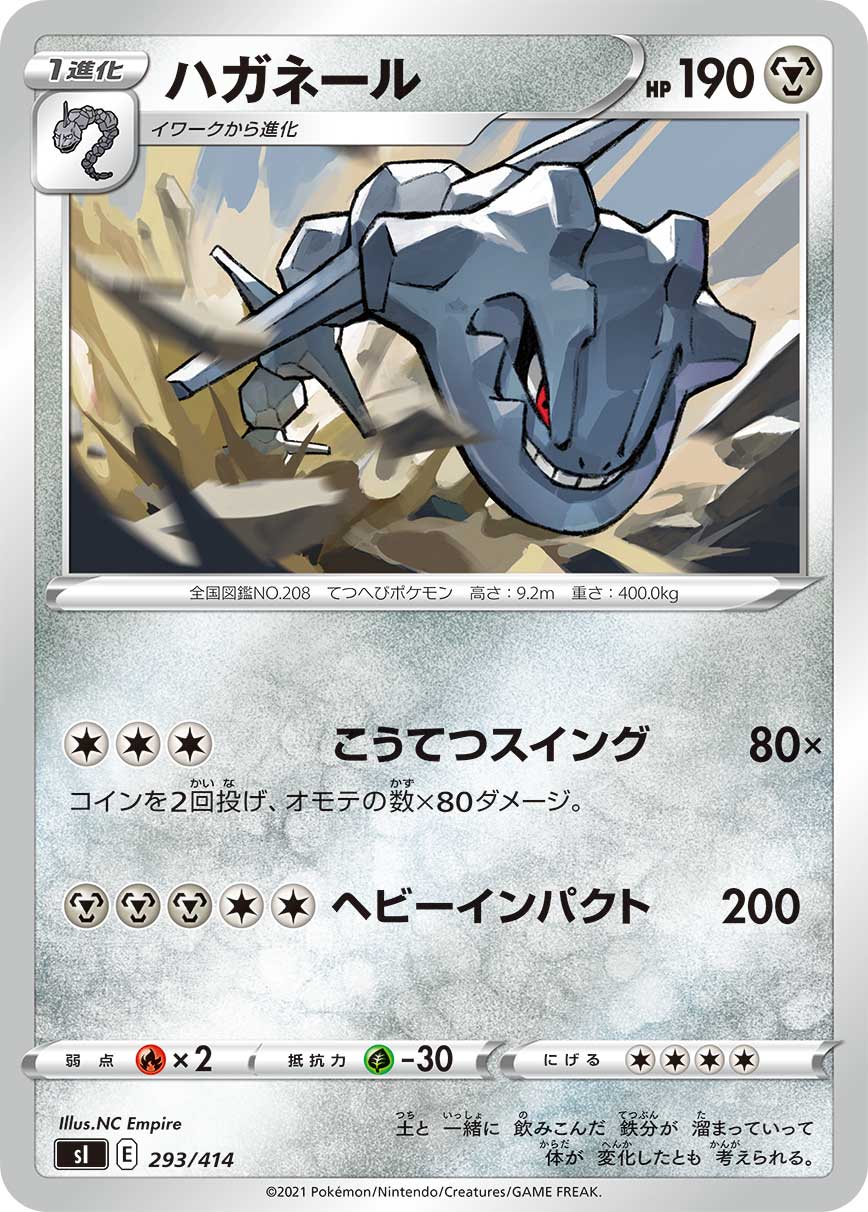 1進化
ハガネール
HP 190
イワークから進化
全国図鑑NO.208 てつへびポケモン 高さ：9.2m 重さ：400.0kg
こうてつスイング 80×
コインを2回投げ、オモテの数×80ダメージ。
ヘビーインパクト 200
弱点 ×2 抵抗力 -30 にげる
Illus.NC Empire
土と 一緒に 飲みこんだ 鉄分が 溜まっていって
体が 変化したとも 考えられる。
sI E 293/414
©2021 Pokémon/Nintendo/Creatures/GAME FREAK.